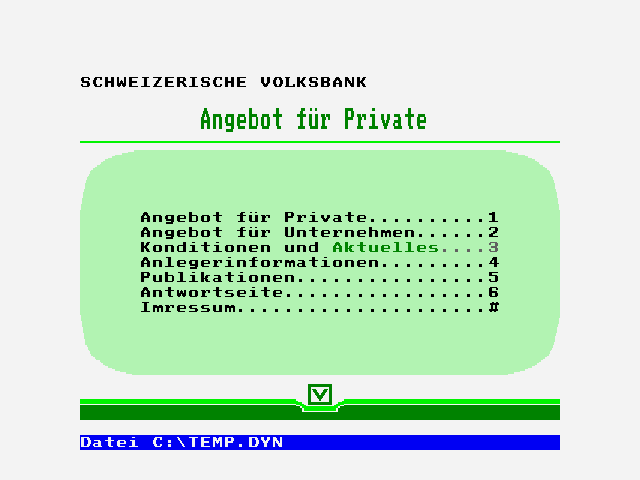 SCHWEIZERISCHE VOLKSBANK
Angebot für Private
Angebot für Private..........1
Angebot für Unternehmen......2
Konditionen und Aktuelles....3
Anlegerinformationen.........4
Publikationen................5
Antwortseite.................6
Imressum.....................#
V
Datei C:\TEMP.DYN